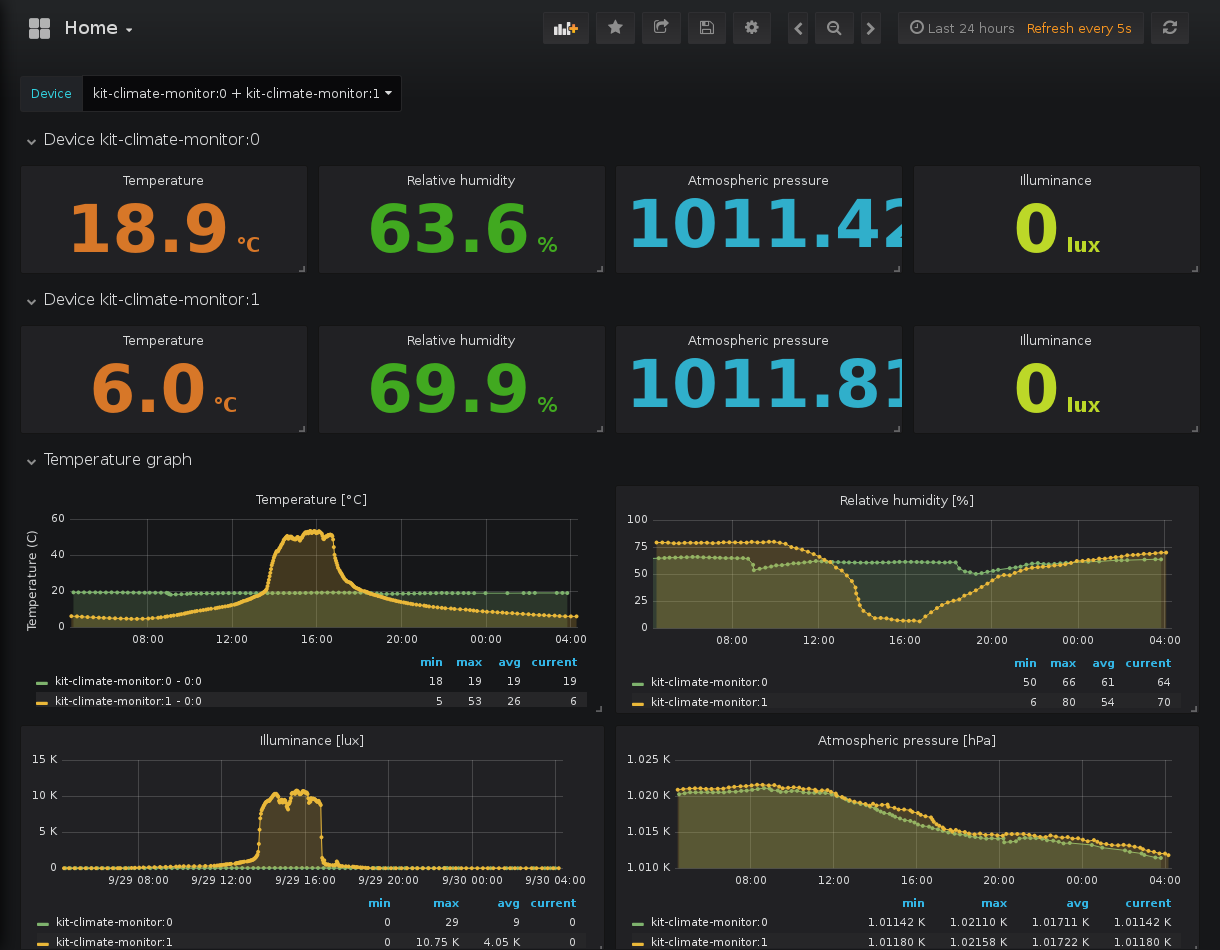 Home
Last 24 hours Refresh every 5s
Device kit-climate-monitor:0 + kit-climate-monitor:1
Device kit-climate-monitor:0
Temperature Relative humidity Atmospheric pressure Illuminance
18.9 °C 63.6 % 1011.42 0 lux
Device kit-climate-monitor:1
Temperature Relative humidity Atmospheric pressure Illuminance
6.0 °C 69.9 % 1011.81 0 lux
Temperature graph
Temperature [°C]
Temperature (C)
60
40
20
0
08:00 12:00 16:00 20:00 00:00 04:00
min max avg current
kit-climate-monitor:0 - 0:0 18 19 19 19
kit-climate-monitor:1 - 0:0 5 53 26 6
Relative humidity [%]
100
75
50
25
0
08:00 12:00 16:00 20:00 00:00 04:00
min max avg current
kit-climate-monitor:0 50 66 61 64
kit-climate-monitor:1 6 80 54 70
Illuminance [lux]
15 K
10 K
5 K
0
9/29 08:00 9/29 12:00 9/29 16:00 9/29 20:00 9/30 00:00 9/30 04:00
min max avg current
kit-climate-monitor:0 0 29 9 0
kit-climate-monitor:1 0 10.75 K 4.05 K 0
Atmospheric pressure [hPa]
1.025 K
1.020 K
1.015 K
1.010 K
08:00 12:00 16:00 20:00 00:00 04:00
min max avg current
kit-climate-monitor:0 1.01142 K 1.02110 K 1.01711 K 1.01142 K
kit-climate-monitor:1 1.01180 K 1.02158 K 1.01722 K 1.01180 K